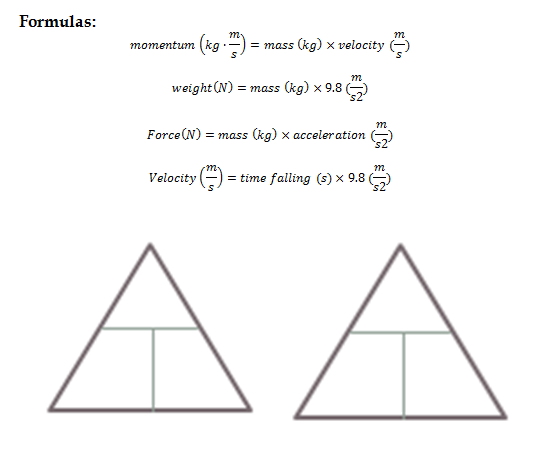 Formulas:
momentum (kg · m/s) = mass (kg) × velocity (m/s)
weight(N) = mass (kg) × 9.8 (m/s2)
Force(N) = mass (kg) × acceleration (m/s2)
Velocity (m/s) = time falling (s) × 9.8 (m/s2)